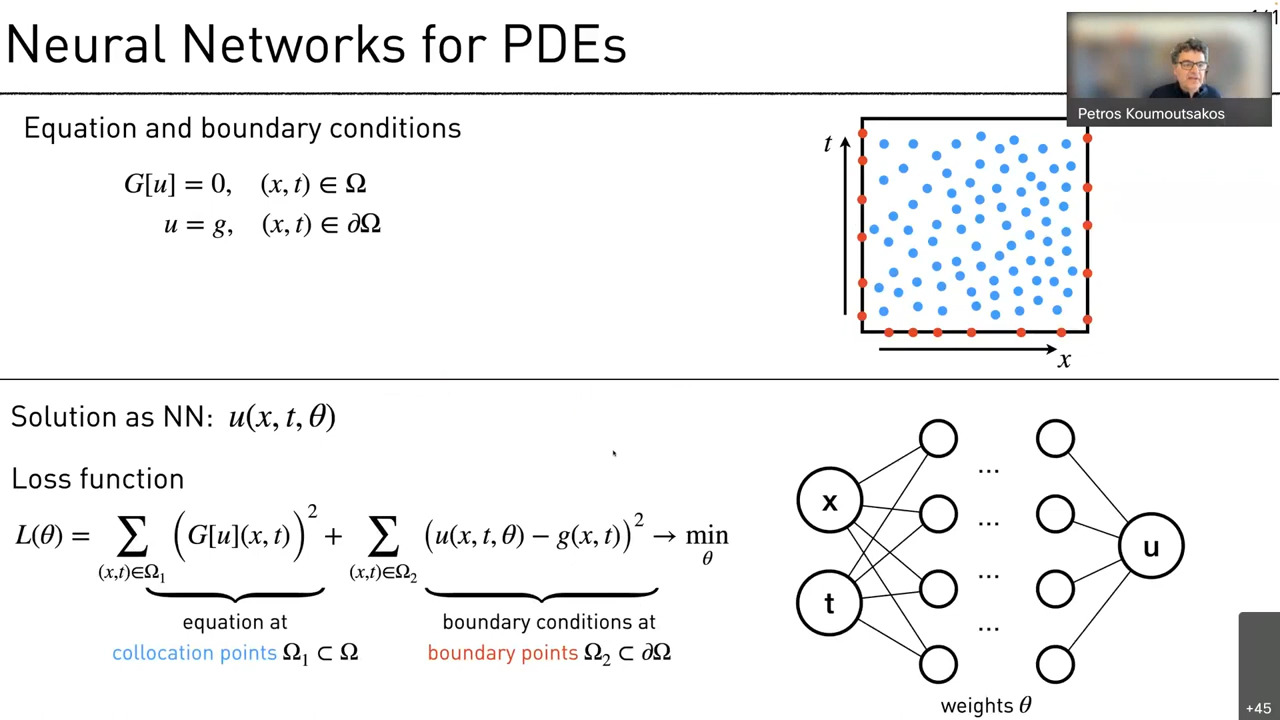 Neural Networks for PDEs
Petros Koumoutsakos
Equation and boundary conditions
G[u] = 0, (x, t) ∈ Ω
u = g, (x, t) ∈ ∂Ω
t
x
Solution as NN: u(x, t, θ)
Loss function
L(θ) = ∑ (G[u](x, t))² + ∑ (u(x, t, θ) − g(x, t))² → min
(x,t)∈Ω₁ (x,t)∈Ω₂ θ
equation at boundary conditions at
collocation points Ω₁ ⊂ Ω boundary points Ω₂ ⊂ ∂Ω
x
t
...
...
...
...
u
weights θ
+45